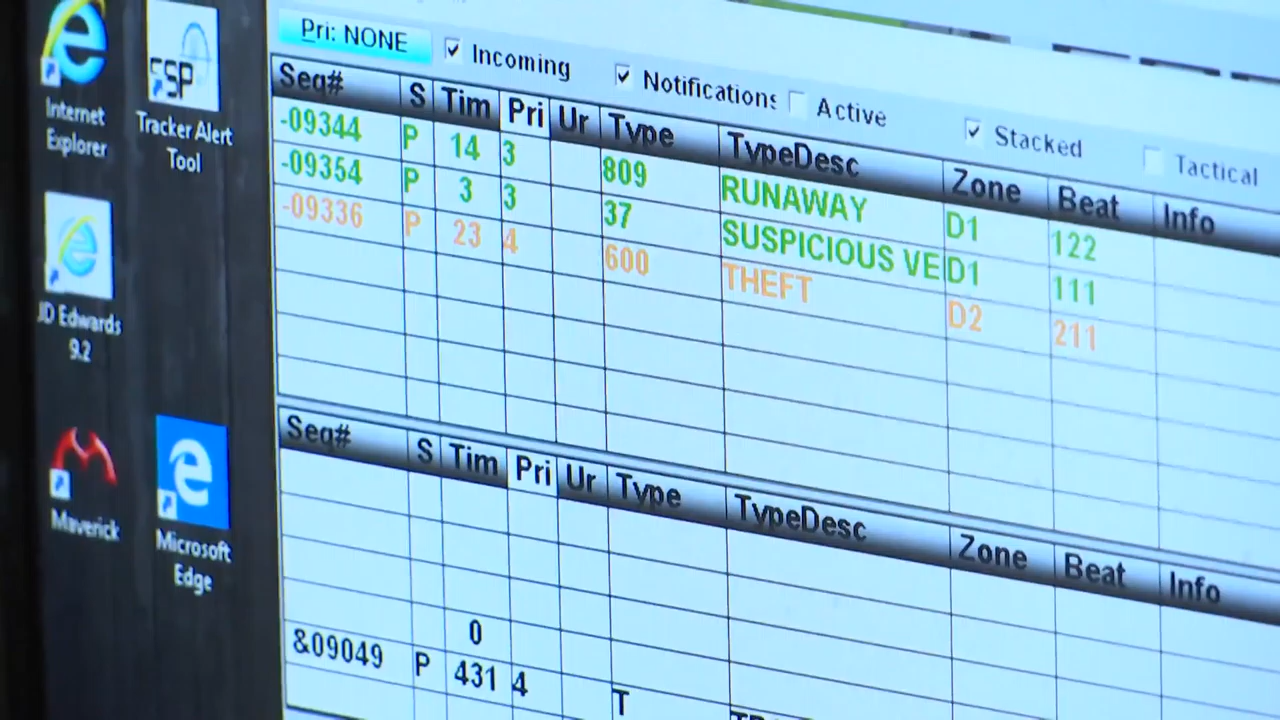 Pri: NONE
Incoming
Notifications
Active
Stacked
Tactical
Seq# S Tim Pri Ur Type TypeDesc Zone Beat Info
-09344 P 14 3 809 RUNAWAY D1 122
-09354 P 3 3 37 SUSPICIOUS VE D1 111
-09336 P 23 4 600 THEFT D2 211
Seq# S Tim Pri Ur Type TypeDesc Zone Beat Info
0
&09049 P 431 4 T
Internet
Explorer
CSP
Tracker Alert
Tool
JD Edwards
9.2
Maverick
Microsoft
Edge